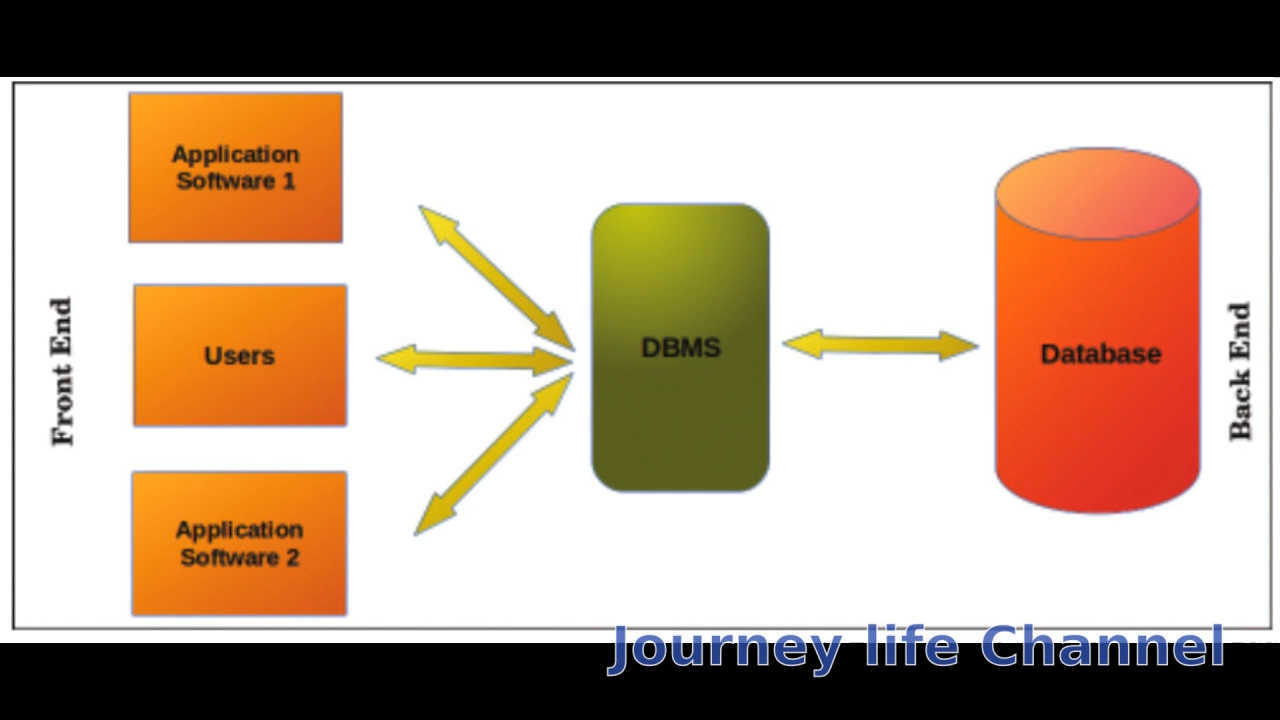 Application
Software 1
Front End
Users
Application
Software 2
DBMS
Database
Back End
Journey life Channel